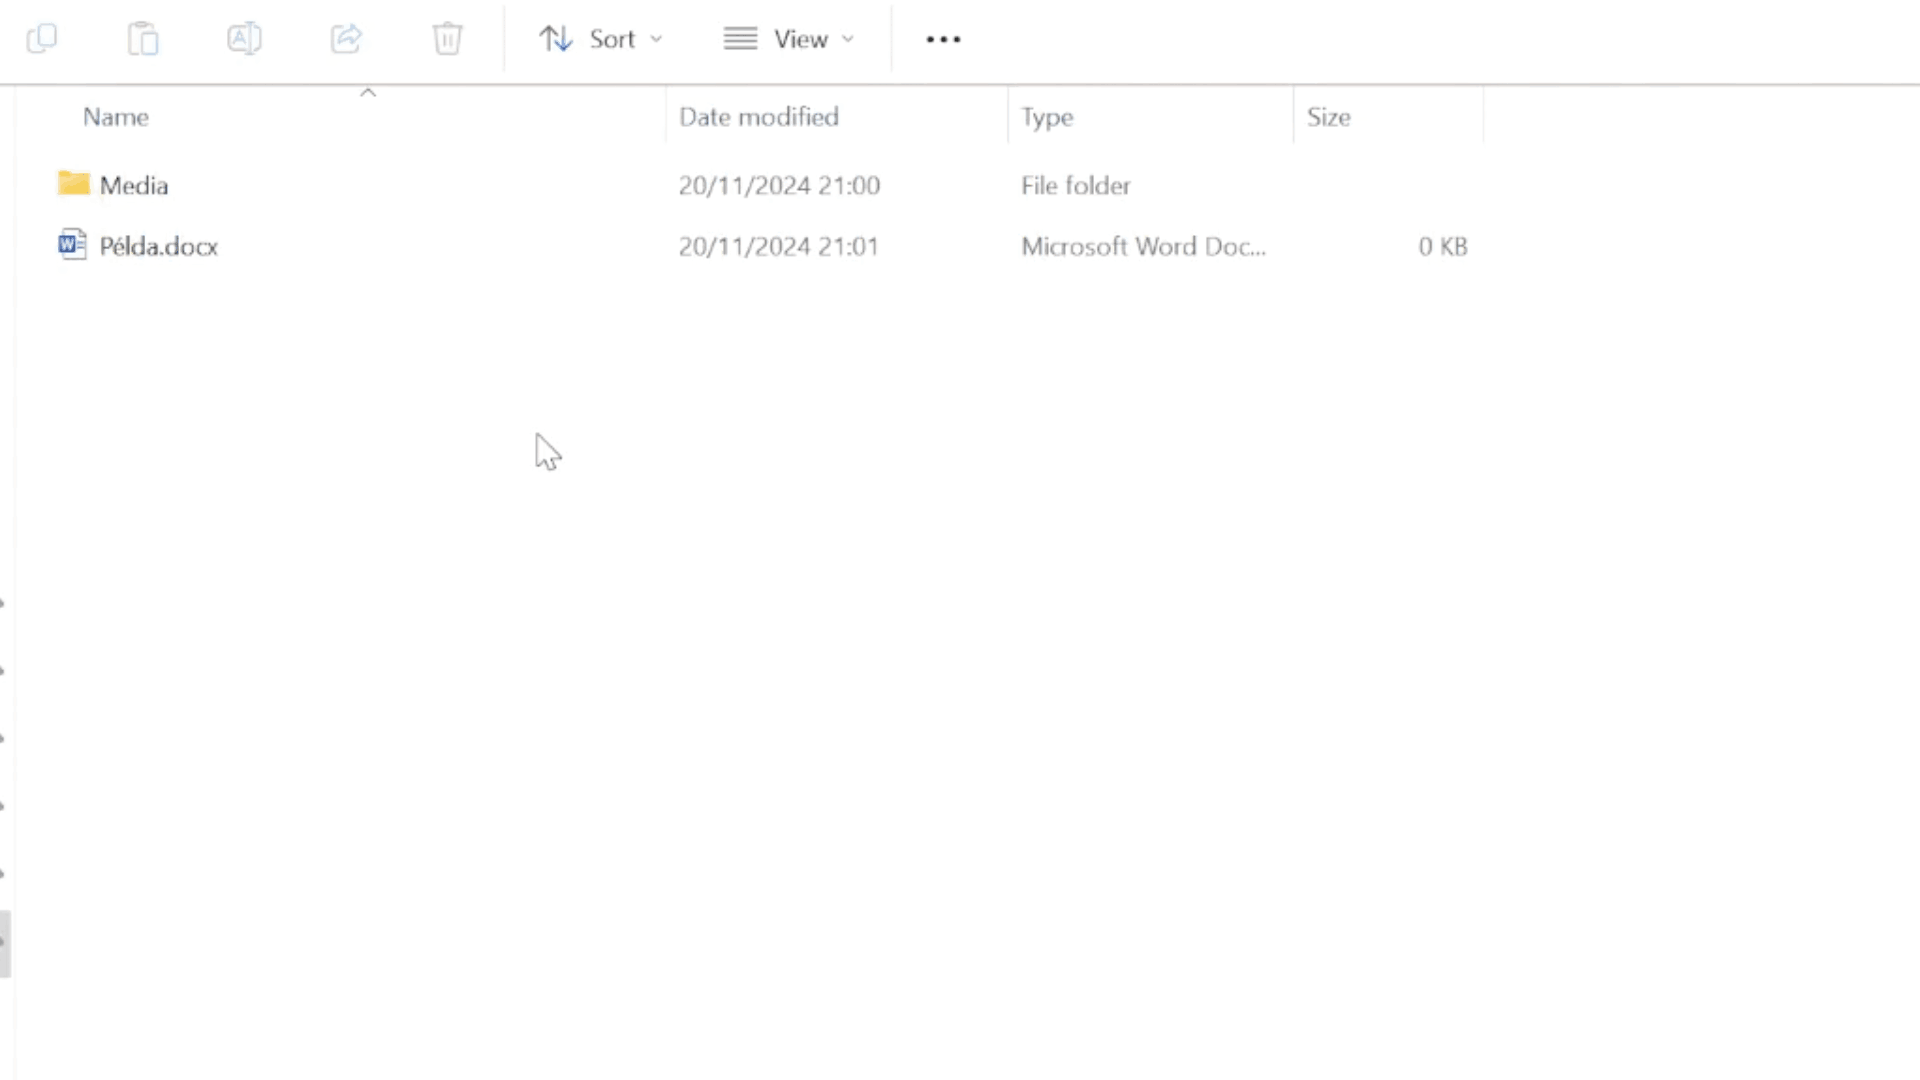 Sort View •••
Name Date modified Type Size
Media 20/11/2024 21:00 File folder
Példa.docx 20/11/2024 21:01 Microsoft Word Doc... 0 KB